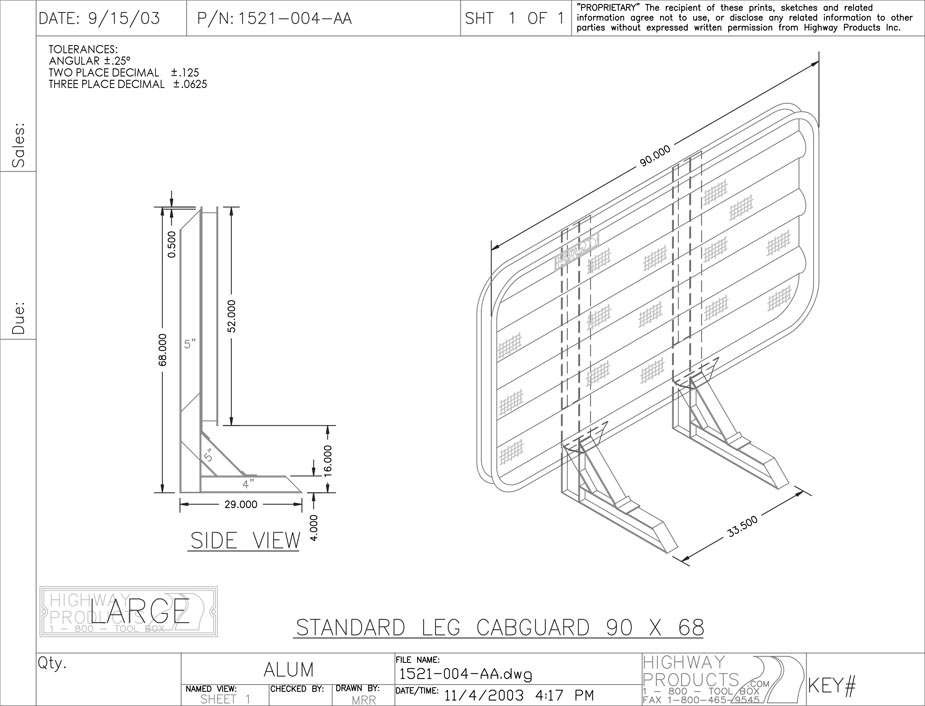 DATE: 9/15/03
P/N: 1521-004-AA
SHT 1 OF 1
"PROPRIETARY" The recipient of these prints, sketches and related
information agree not to use, or disclose any related information to other
parties without expressed written permission from Highway Products Inc.
TOLERANCES:
ANGULAR ±.25°
TWO PLACE DECIMAL ±.125
THREE PLACE DECIMAL ±.0625
Sales:
Due:
90.000
0.500
52.000
68.000
5"
5"
4"
16.000
29.000
4.000
33.500
SIDE VIEW
HIGHWAY
PRODUCTS
1 - 800 - TOOL BOX
LARGE
STANDARD LEG CABGUARD 90 X 68
Qty.
ALUM
NAMED VIEW:
SHEET 1
CHECKED BY:
DRAWN BY:
MRR
FILE NAME:
1521-004-AA.dwg
DATE/TIME: 11/4/2003 4:17 PM
HIGHWAY
PRODUCTS.COM
1 - 800 - TOOL BOX
FAX 1-800-465-9545
KEY#